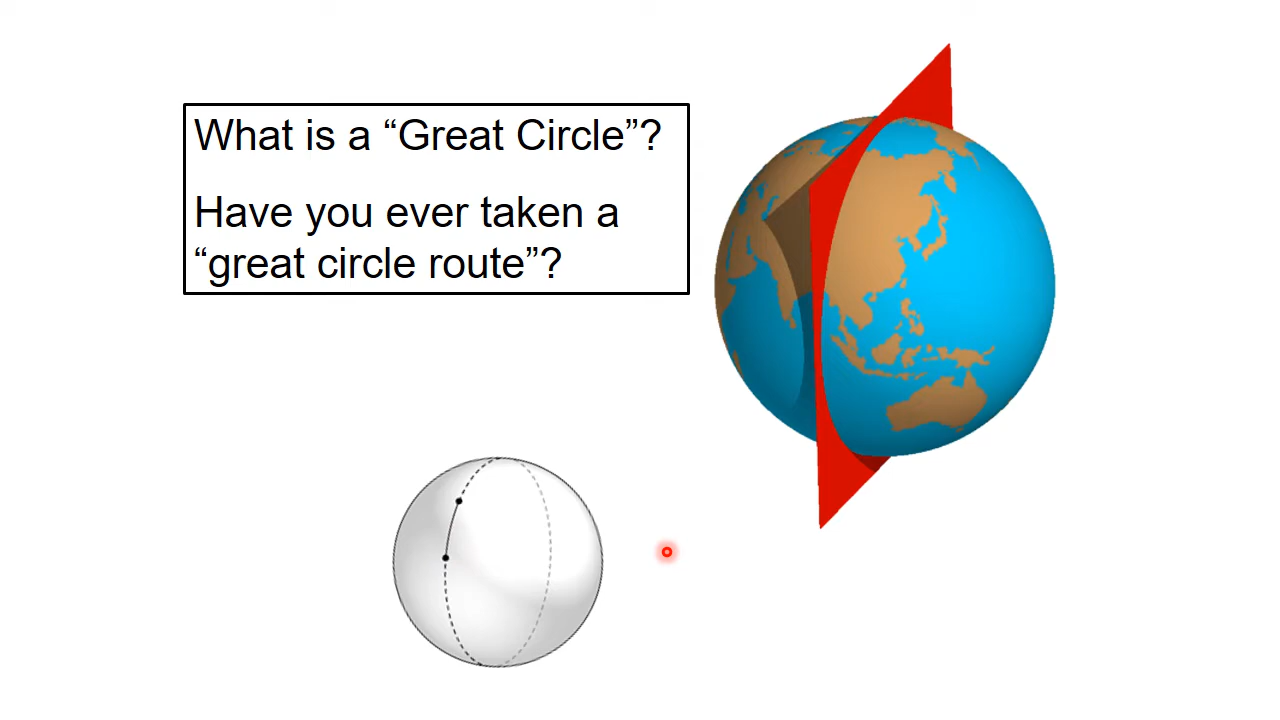 What is a “Great Circle”?
Have you ever taken a
“great circle route”?